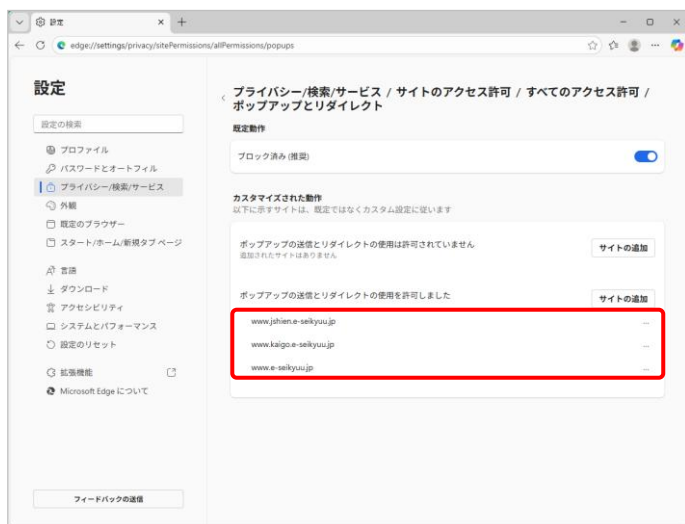 設定
edge://settings/privacy/sitePermissions/allPermissions/popups
設定
プライバシー/検索/サービス / サイトのアクセス許可 / すべてのアクセス許可 /
ポップアップとリダイレクト
設定の検索
プロファイル
パスワードとオートフィル
プライバシー/検索/サービス
外観
既定のブラウザー
スタート/ホーム/新規タブ ページ
言語
ダウンロード
アクセシビリティ
システムとパフォーマンス
設定のリセット
拡張機能
Microsoft Edge について
フィードバックの送信
既定動作
ブロック済み (推奨)
カスタマイズされた動作
以下に示すサイトは、既定ではなくカスタム設定に従います
ポップアップの送信とリダイレクトの使用は許可されていません
追加されたサイトはありません
サイトの追加
ポップアップの送信とリダイレクトの使用を許可しました
サイトの追加
www.jshien.e-seikyuu.jp
www.kaigo.e-seikyuu.jp
www.e-seikyuu.jp